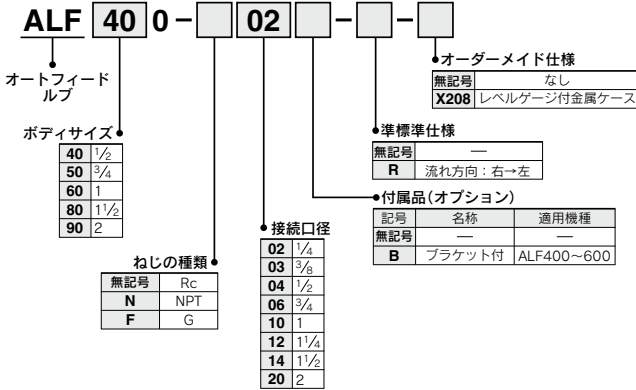 ALF 40 0 - 02 - -
オートフィード
ルブ
オーダーメイド仕様
無記号 なし
X208 レベルゲージ付金属ケース
ボディサイズ
40 1/2
50 3/4
60 1
80 1 1/2
90 2
準標準仕様
無記号 —
R 流れ方向：右→左
付属品(オプション)
記号 名称 適用機種
無記号 — —
B ブラケット付 ALF400～600
接続口径
02 1/4
03 3/8
04 1/2
06 3/4
10 1
12 1 1/4
14 1 1/2
20 2
ねじの種類
無記号 Rc
N NPT
F G